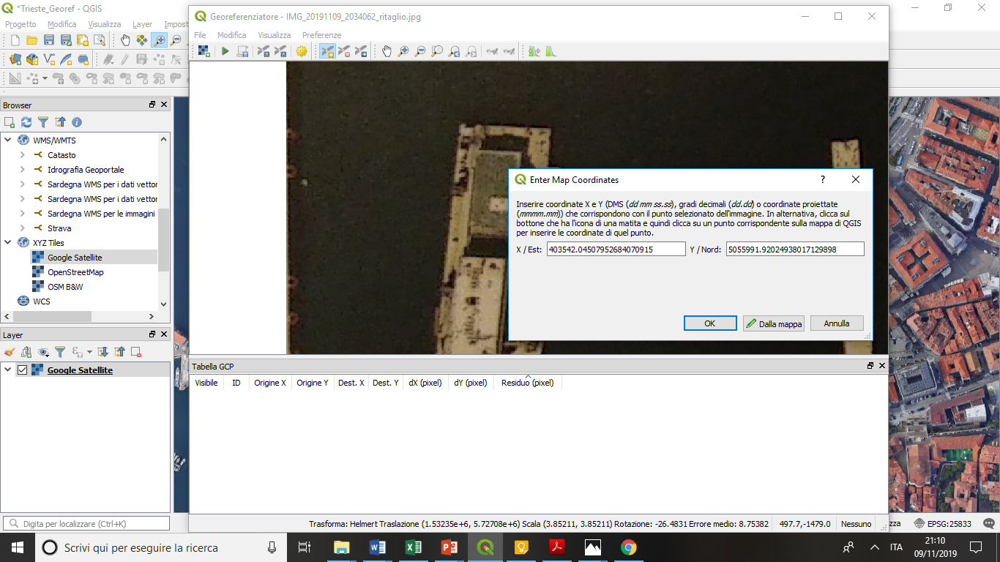 *Trieste_Georef - QGIS
Progetto Modifica Visualizza Layer Impost
Georeferenziatore - IMG_20191109_2034062_ritaglio.jpg
File Modifica Visualizza Preferenze
Browser
WMS/WMTS
Catasto
Idrografia Geoportale
Sardegna WMS per i dati vettor
Sardegna WMS per i dati vettor
Sardegna WMS per le immagini
Strava
XYZ Tiles
Google Satellite
OpenStreetMap
OSM B&W
WCS
Layer
Google Satellite
Enter Map Coordinates
?
Inserire coordinate X e Y (DMS (dd mm ss.ss), gradi decimali (dd.dd) o coordinate proiettate
(mmmm.mm)) che corrispondono con il punto selezionato dell'immagine. In alternativa, clicca sul
bottone che ha l'icona di una matita e quindi clicca su un punto corrispondente sulla mappa di QGIS
per inserire le coordinate di quel punto.
X / Est: 403542.04507952684070915 Y / Nord: 5055991.92024938017129898
OK Dalla mappa Annulla
Tabella GCP
Visibile ID Origine X Origine Y Dest. X Dest. Y dX (pixel) dY (pixel) Residuo (pixel)
Digita per localizzare (Ctrl+K)
Trasforma: Helmert Traslazione (1.53235e+6, 5.72708e+6) Scala (3.85211, 3.85211) Rotazione: -26.4831 Errore medio: 8.75382 497.7,-1479.0 Nessuno
zza EPSG:25833
Scrivi qui per eseguire la ricerca
ITA
21:10
09/11/2019